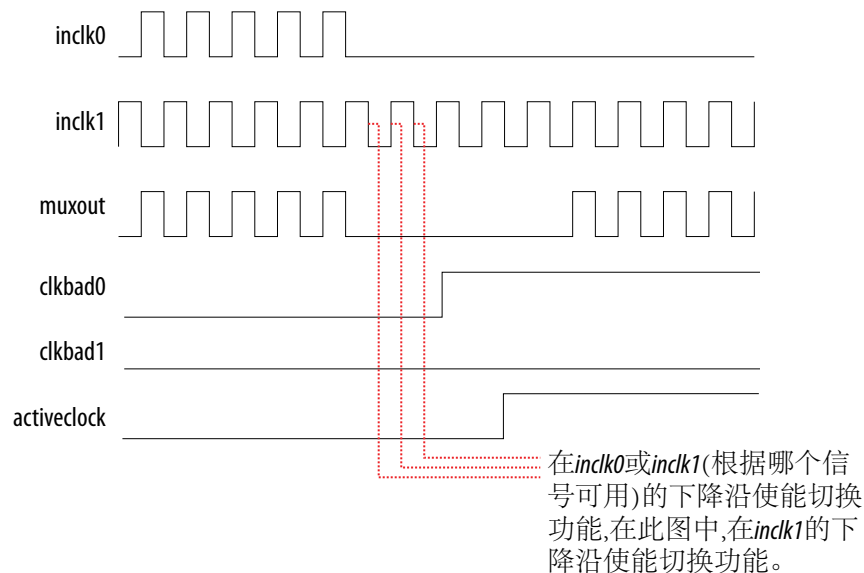 inclk0
inclk1
muxout
clkbad0
clkbad1
activeclock
在inclk0或inclk1(根据哪个信
号可用)的下降沿使能切换
功能,在此图中,在inclk1的下
降沿使能切换功能。